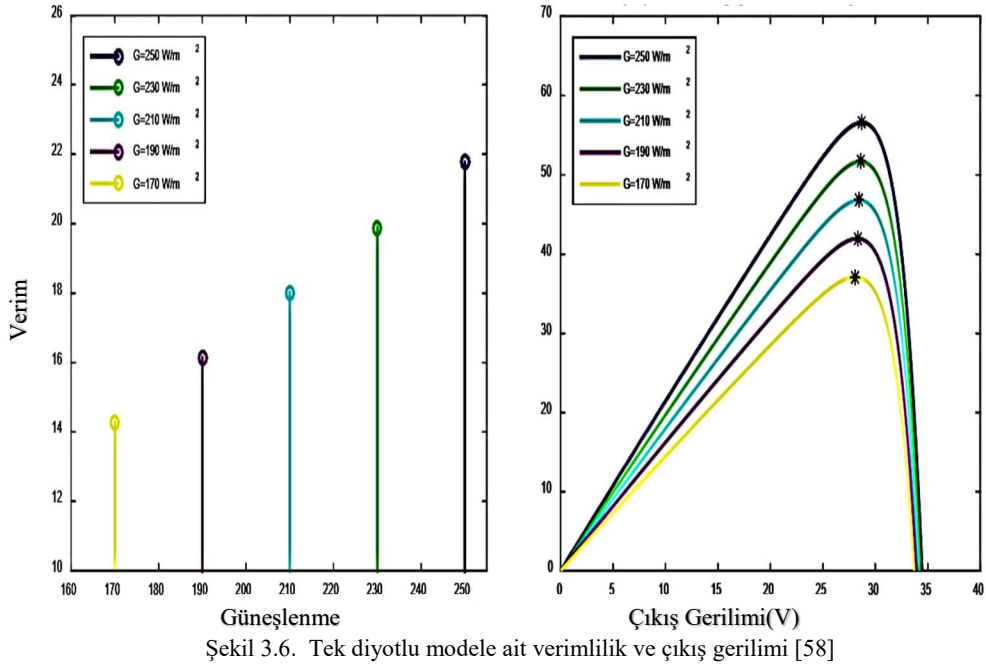 26
24
22
20
18
16
14
12
10
160
170
180
190
200
210
220
230
240
250
Verim
Güneşlenme
G=250 W/m 2
G=230 W/m 2
G=210 W/m 2
G=190 W/m 2
G=170 W/m 2
70
60
50
40
30
20
10
0
0
5
10
15
20
25
30
35
40
Çıkış Gerilimi(V)
G=250 W/m 2
G=230 W/m 2
G=210 W/m 2
G=190 W/m 2
G=170 W/m 2
Şekil 3.6. Tek diyotlu modele ait verimlilik ve çıkış gerilimi [58]